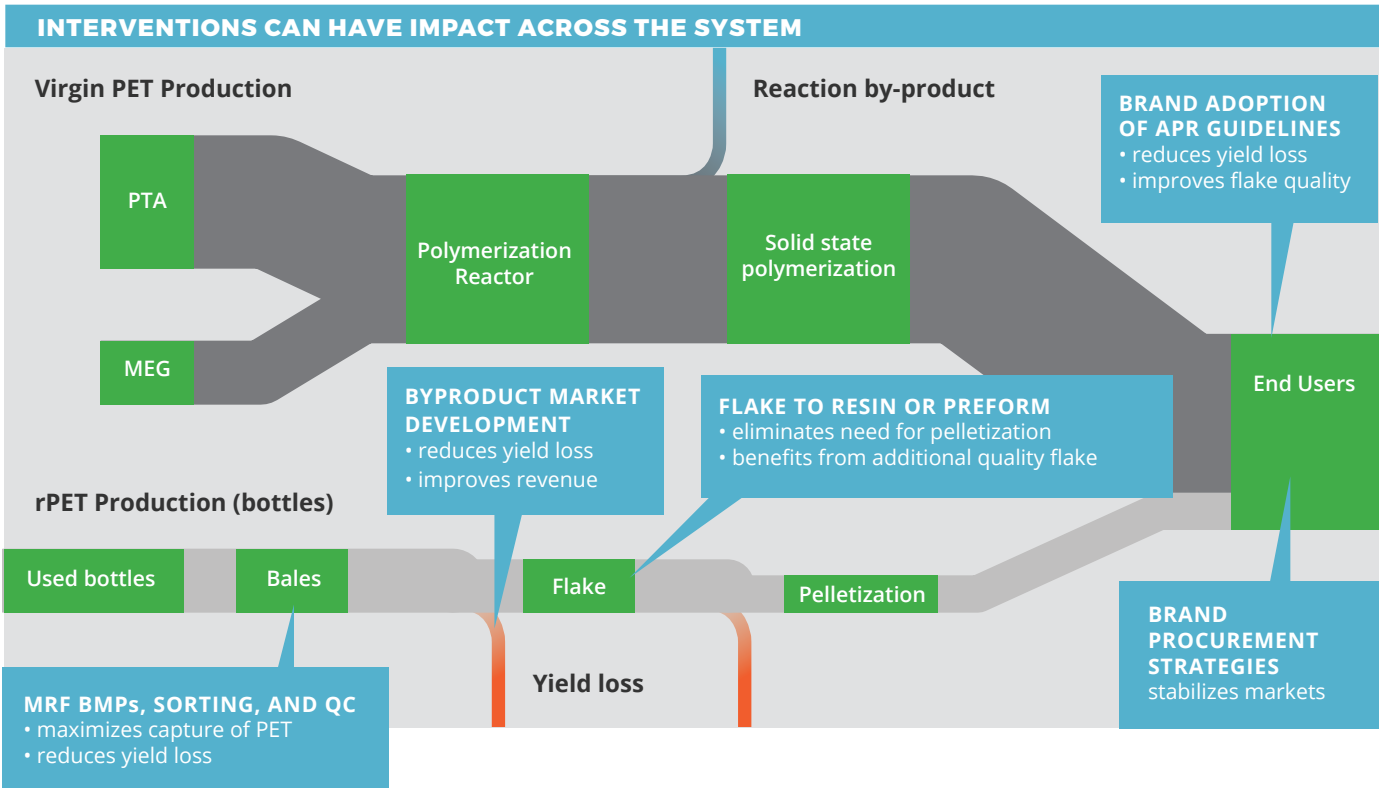 INTERVENTIONS CAN HAVE IMPACT ACROSS THE SYSTEM
Virgin PET Production
Reaction by-product
BRAND ADOPTION
OF APR GUIDELINES
• reduces yield loss
• improves flake quality
PTA
Polymerization
Reactor
Solid state
polymerization
MEG
End Users
BYPRODUCT MARKET
DEVELOPMENT
• reduces yield loss
• improves revenue
FLAKE TO RESIN OR PREFORM
• eliminates need for pelletization
• benefits from additional quality flake
rPET Production (bottles)
Used bottles
Bales
Flake
Pelletization
Yield loss
BRAND
PROCUREMENT
STRATEGIES
stabilizes markets
MRF BMPs, SORTING, AND QC
• maximizes capture of PET
• reduces yield loss